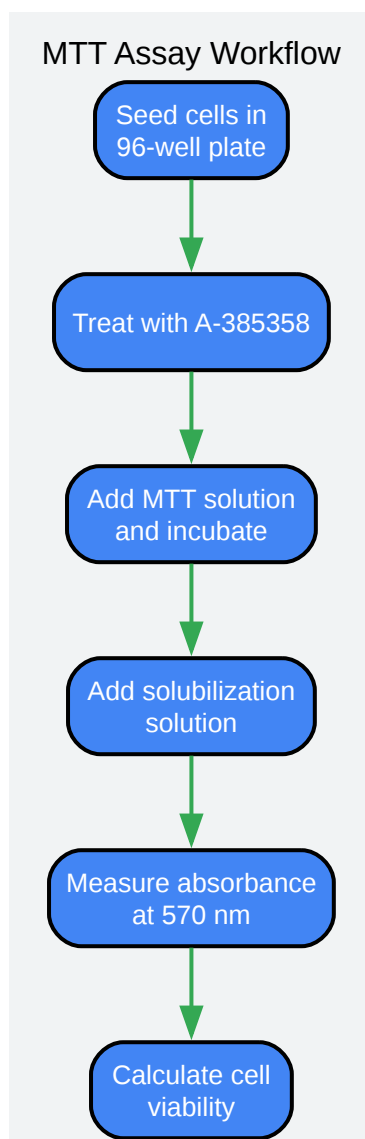 MTT Assay Workflow
Seed cells in
96-well plate
Treat with A-385358
Add MTT solution
and incubate
Add solubilization
solution
Measure absorbance
at 570 nm
Calculate cell
viability